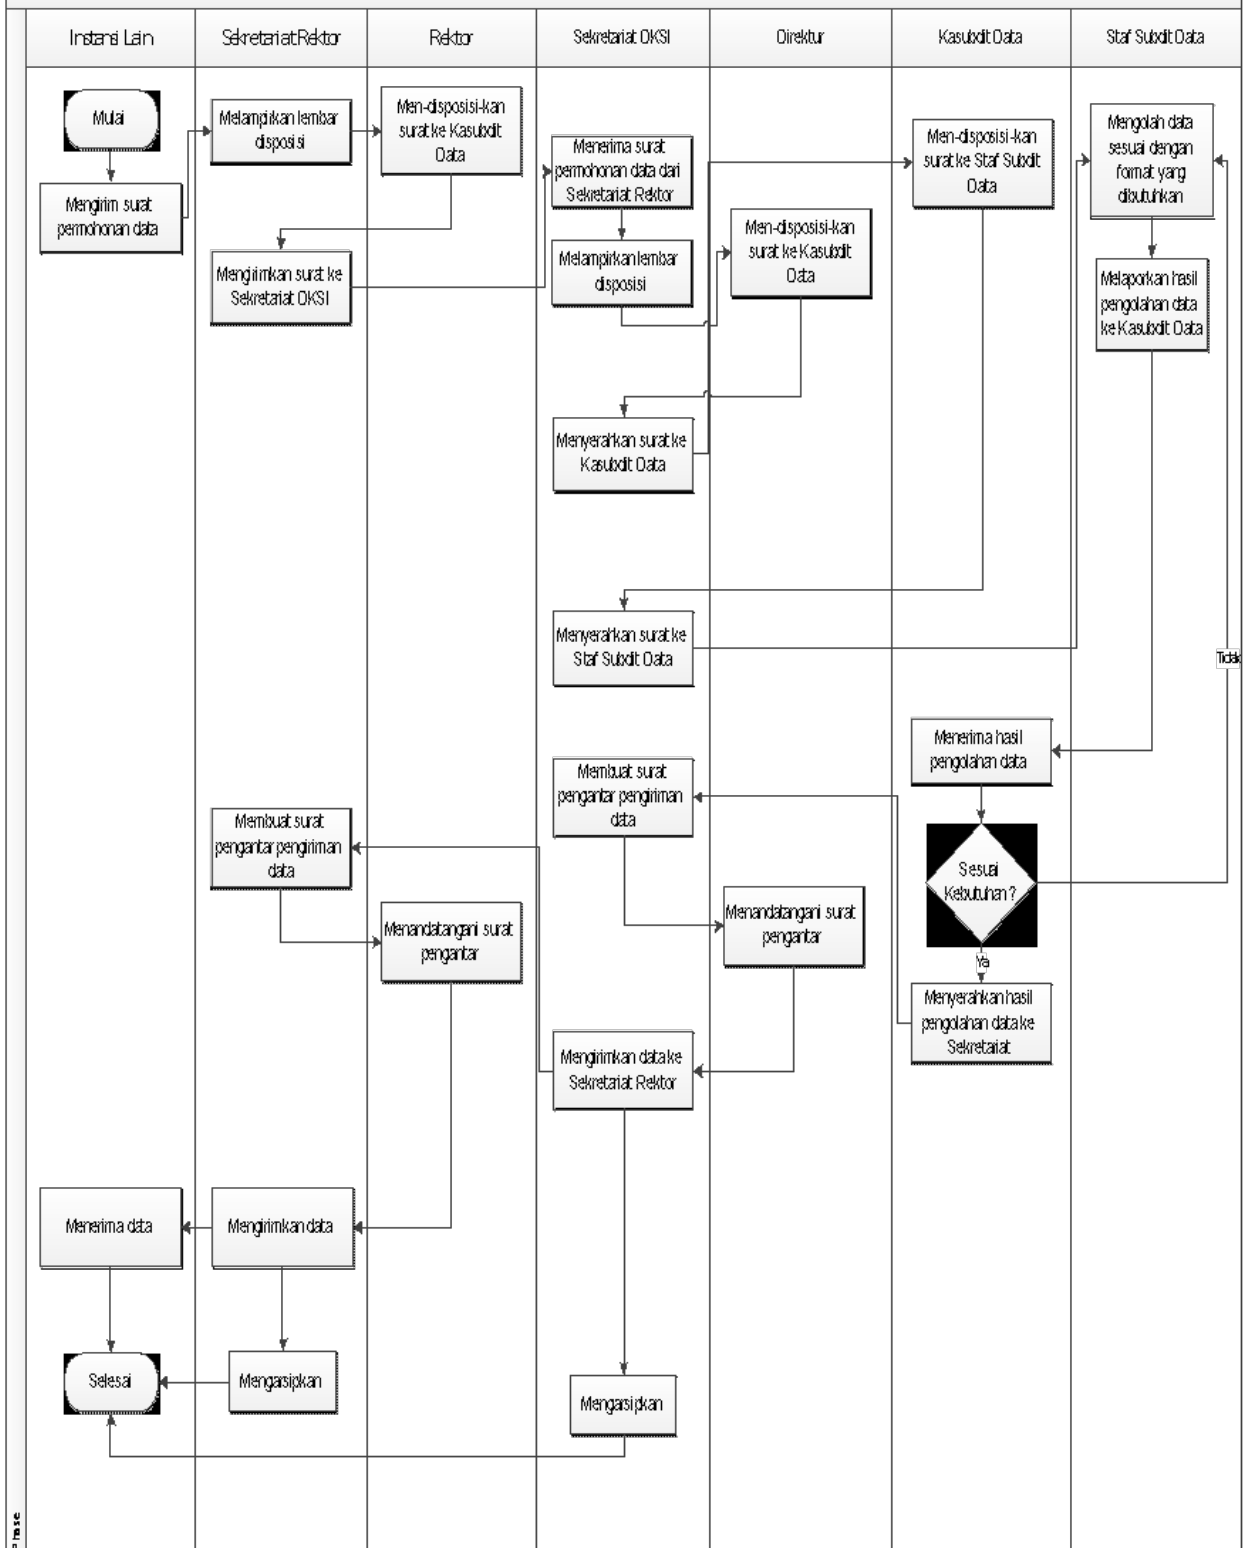 Instansi Lain
Sekretariat Rektor
Rektor
Sekretariat DKSI
Direktur
Kasubdit Data
Staf Subdit Data
Mulai
Mengirim surat
permohonan data
Melampirkan lembar
disposisi
Men-disposisi-kan
surat ke Kasubdit
Data
Mengirimkan surat ke
Sekretariat DKSI
Menerima surat
permohonan data dari
Sekretariat Rektor
Melampirkan lembar
disposisi
Men-disposisi-kan
surat ke Kasubdit
Data
Menyerahkan surat ke
Kasubdit Data
Men-disposisi-kan
surat ke Staf Subdit
Data
Menyerahkan surat ke
Staf Subdit Data
Mengolah data
sesuai dengan
format yang
dibutuhkan
Melaporkan hasil
pengolahan data
ke Kasubdit Data
Menerima hasil
pengolahan data
Sesuai
Kebutuhan ?
Tidak
Ya
Menyerahkan hasil
pengolahan data ke
Sekretariat
Membuat surat
pengantar pengiriman
data
Menandatangani surat
pengantar
Mengirimkan data ke
Sekretariat Rektor
Membuat surat
pengantar pengiriman
data
Menandatangani surat
pengantar
Mengirimkan data
Menerima data
Mengarsipkan
Mengarsipkan
Selesai
Phase